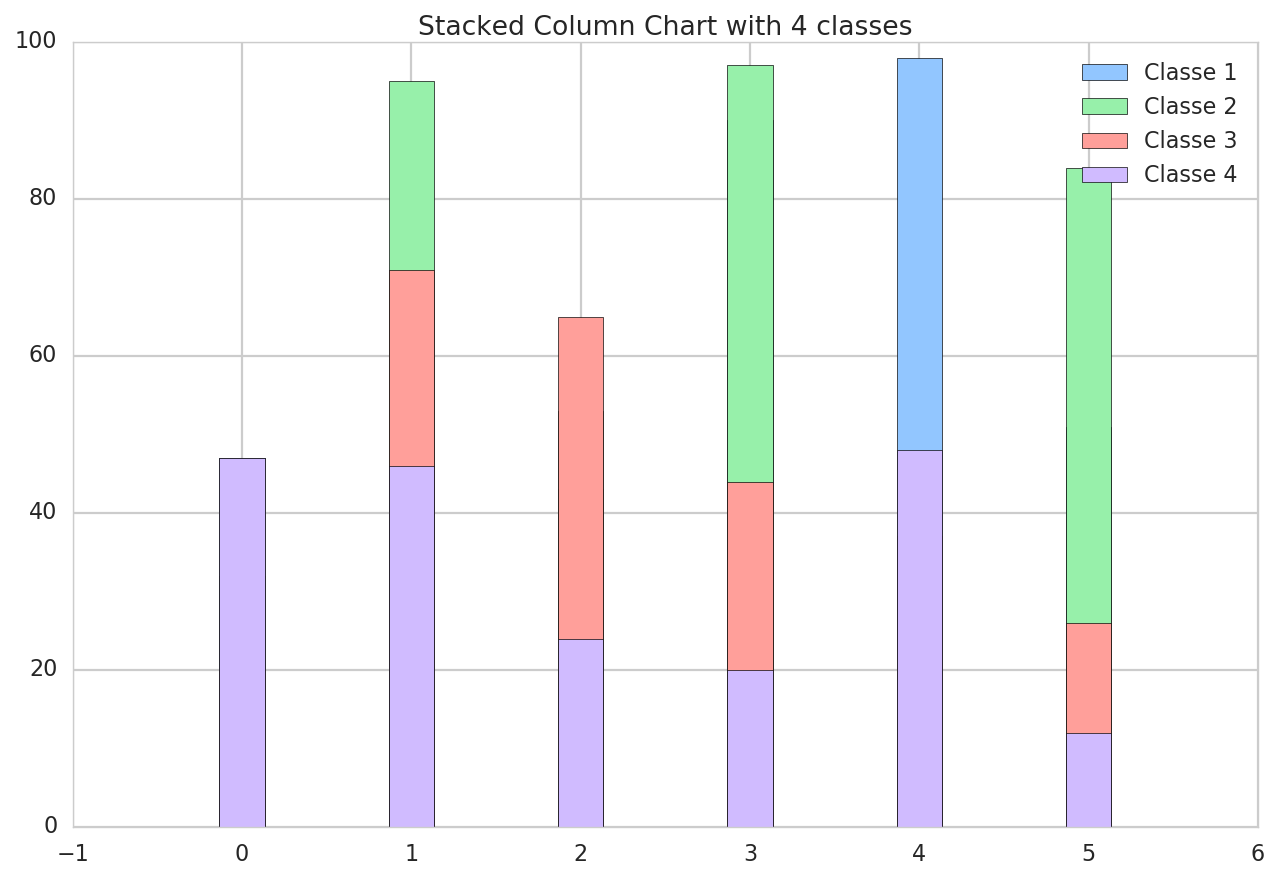 Stacked Column Chart with 4 classes
100
80
60
40
20
0
Classe 1
Classe 2
Classe 3
Classe 4
−1 0 1 2 3 4 5 6